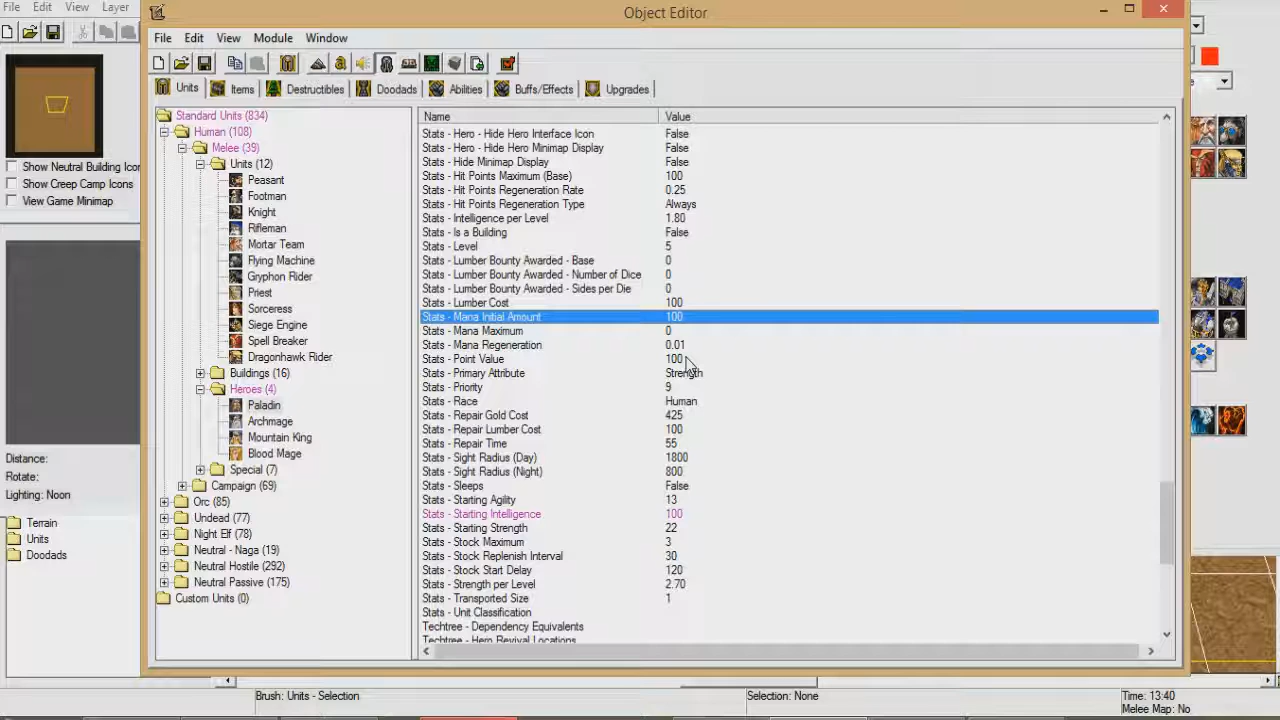 File Edit View Layer
Object Editor
File Edit View Module Window
Units Items Destructibles Doodads Abilities Buffs/Effects Upgrades
Show Neutral Building Icon
Show Creep Camp Icons
View Game Minimap
Distance:
Rotate:
Lighting: Noon
Terrain
Units
Doodads
Standard Units (834)
Human (108)
Melee (39)
Units (12)
Peasant
Footman
Knight
Rifleman
Mortar Team
Flying Machine
Gryphon Rider
Priest
Sorceress
Siege Engine
Spell Breaker
Dragonhawk Rider
Buildings (16)
Heroes (4)
Paladin
Archmage
Mountain King
Blood Mage
Special (7)
Campaign (69)
Orc (85)
Undead (77)
Night Elf (78)
Neutral - Naga (19)
Neutral Hostile (292)
Neutral Passive (175)
Custom Units (0)
Name Value
Stats - Hero - Hide Hero Interface Icon False
Stats - Hero - Hide Hero Minimap Display False
Stats - Hide Minimap Display False
Stats - Hit Points Maximum (Base) 100
Stats - Hit Points Regeneration Rate 0.25
Stats - Hit Points Regeneration Type Always
Stats - Intelligence per Level 1.80
Stats - Is a Building False
Stats - Level 5
Stats - Lumber Bounty Awarded - Base 0
Stats - Lumber Bounty Awarded - Number of Dice 0
Stats - Lumber Bounty Awarded - Sides per Die 0
Stats - Lumber Cost 100
Stats - Mana Initial Amount 100
Stats - Mana Maximum 0
Stats - Mana Regeneration 0.01
Stats - Point Value 100
Stats - Primary Attribute Strength
Stats - Priority 9
Stats - Race Human
Stats - Repair Gold Cost 425
Stats - Repair Lumber Cost 100
Stats - Repair Time 55
Stats - Sight Radius (Day) 1800
Stats - Sight Radius (Night) 800
Stats - Sleeps False
Stats - Starting Agility 13
Stats - Starting Intelligence 100
Stats - Starting Strength 22
Stats - Stock Maximum 3
Stats - Stock Replenish Interval 30
Stats - Stock Start Delay 120
Stats - Strength per Level 2.70
Stats - Transported Size 1
Stats - Unit Classification
Techtree - Dependency Equivalents
Techtree - Hero Revival Locations
Brush: Units - Selection Selection: None Time: 13:40
Melee Map: No